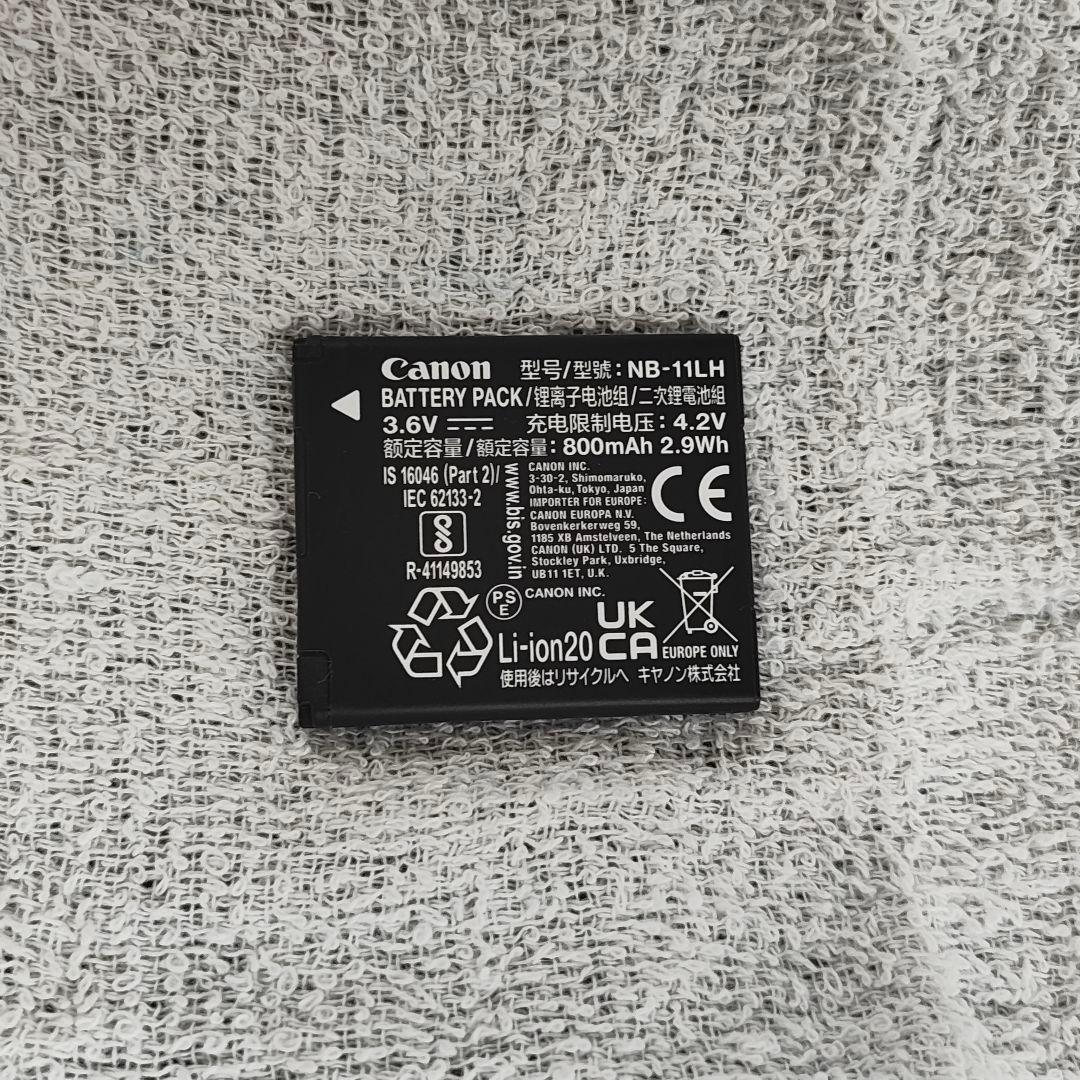 Canon 型号/型號: NB-11LH
BATTERY PACK/锂离子电池组/二次鋰電池組
3.6V 充电限制电压: 4.2V
额定容量/額定容量: 800mAh 2.9Wh
IS 16046 (Part 2)/
IEC 62133-2
R-41149853
www.bis.gov.in
CANON INC.
3-30-2, Shimomaruko,
Ohta-ku, Tokyo, Japan
IMPORTER FOR EUROPE:
CANON EUROPA N.V.
Bovenkerkerweg 59,
1185 XB Amstelveen, The Netherlands
CANON (UK) LTD. 5 The Square,
Stockley Park, Uxbridge,
UB11 1ET, U.K.
CE
PS
E
CANON INC.
Li-ion20
UK
CA
EUROPE ONLY
使用後はリサイクルへ キヤノン株式会社